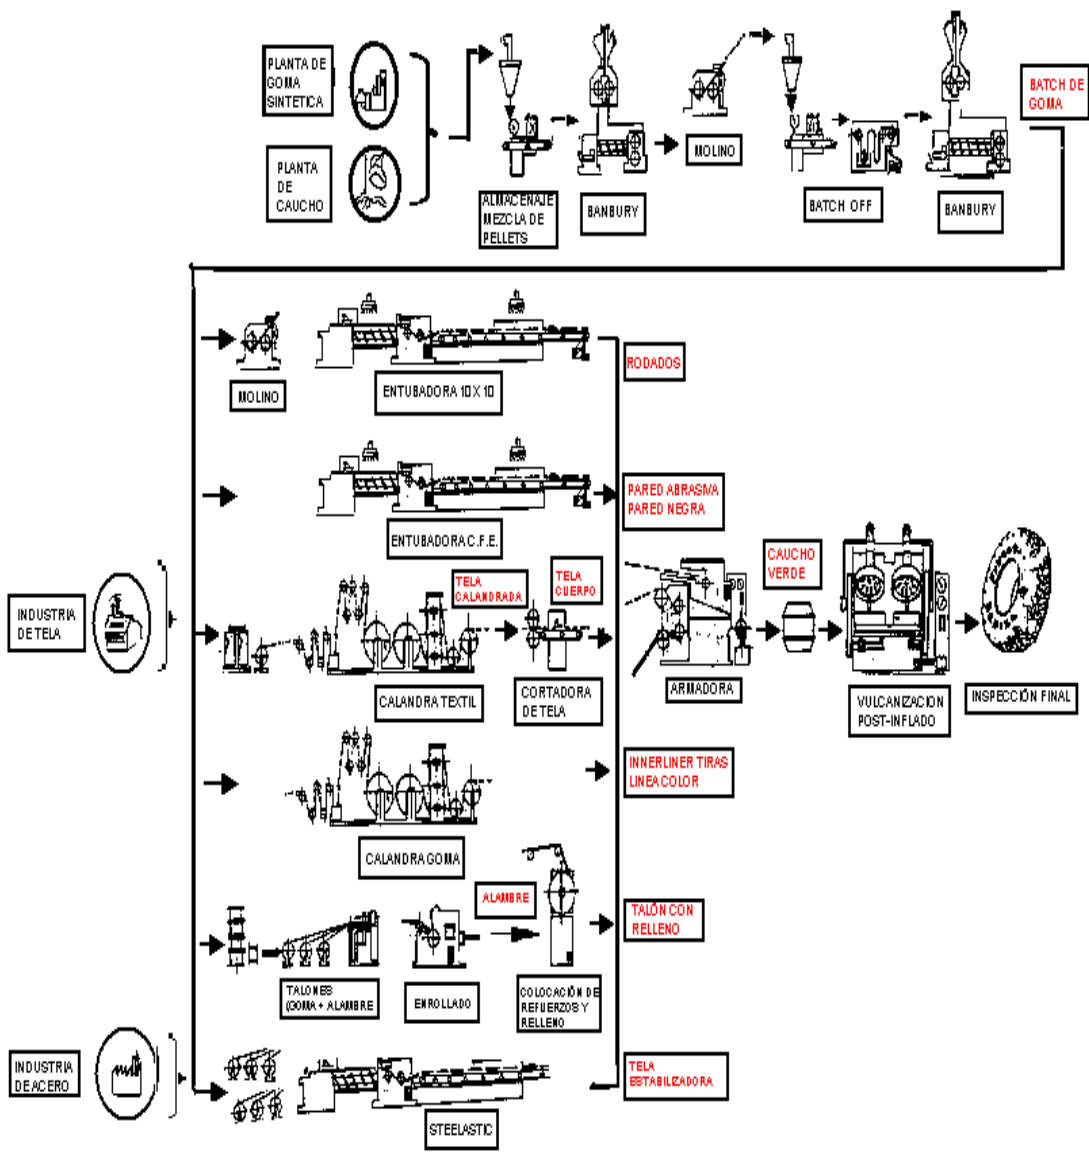 PLANTA DE
GOMA
SINTETICA
BATCH DE
GOMA
MOLINO
PLANTA
DE
CAUCHO
ALMACENAJE
MEZCLA DE
PELLETS
BANBURY
BATCH OFF
BANBURY
MOLINO
ENTUBADORA 10 X 10
RODADOS
ENTUBADORA C.F.E.
PARED ABRASIVA
PARED NEGRA
INDUSTRIA
DE TELA
TELA
CALANDRADA
TELA
CUERPO
CAUCHO
VERDE
CALANDRA TEXTIL
CORTADORA
DE TELA
ARMADORA
VULCANIZACION
POST-INFLADO
INSPECCIÓN FINAL
INNERLINER TIRAS
LINEA COLOR
CALANDRA GOMA
ALAMBRE
TALÓN CON
RELLENO
TALONES
(GOMA + ALAMBRE
ENROLLADO
COLOCACIÓN DE
REFUERZOS Y
RELLENO
INDUSTRIA
DE ACERO
TELA
ESTABILIZADORA
STEELASTIC